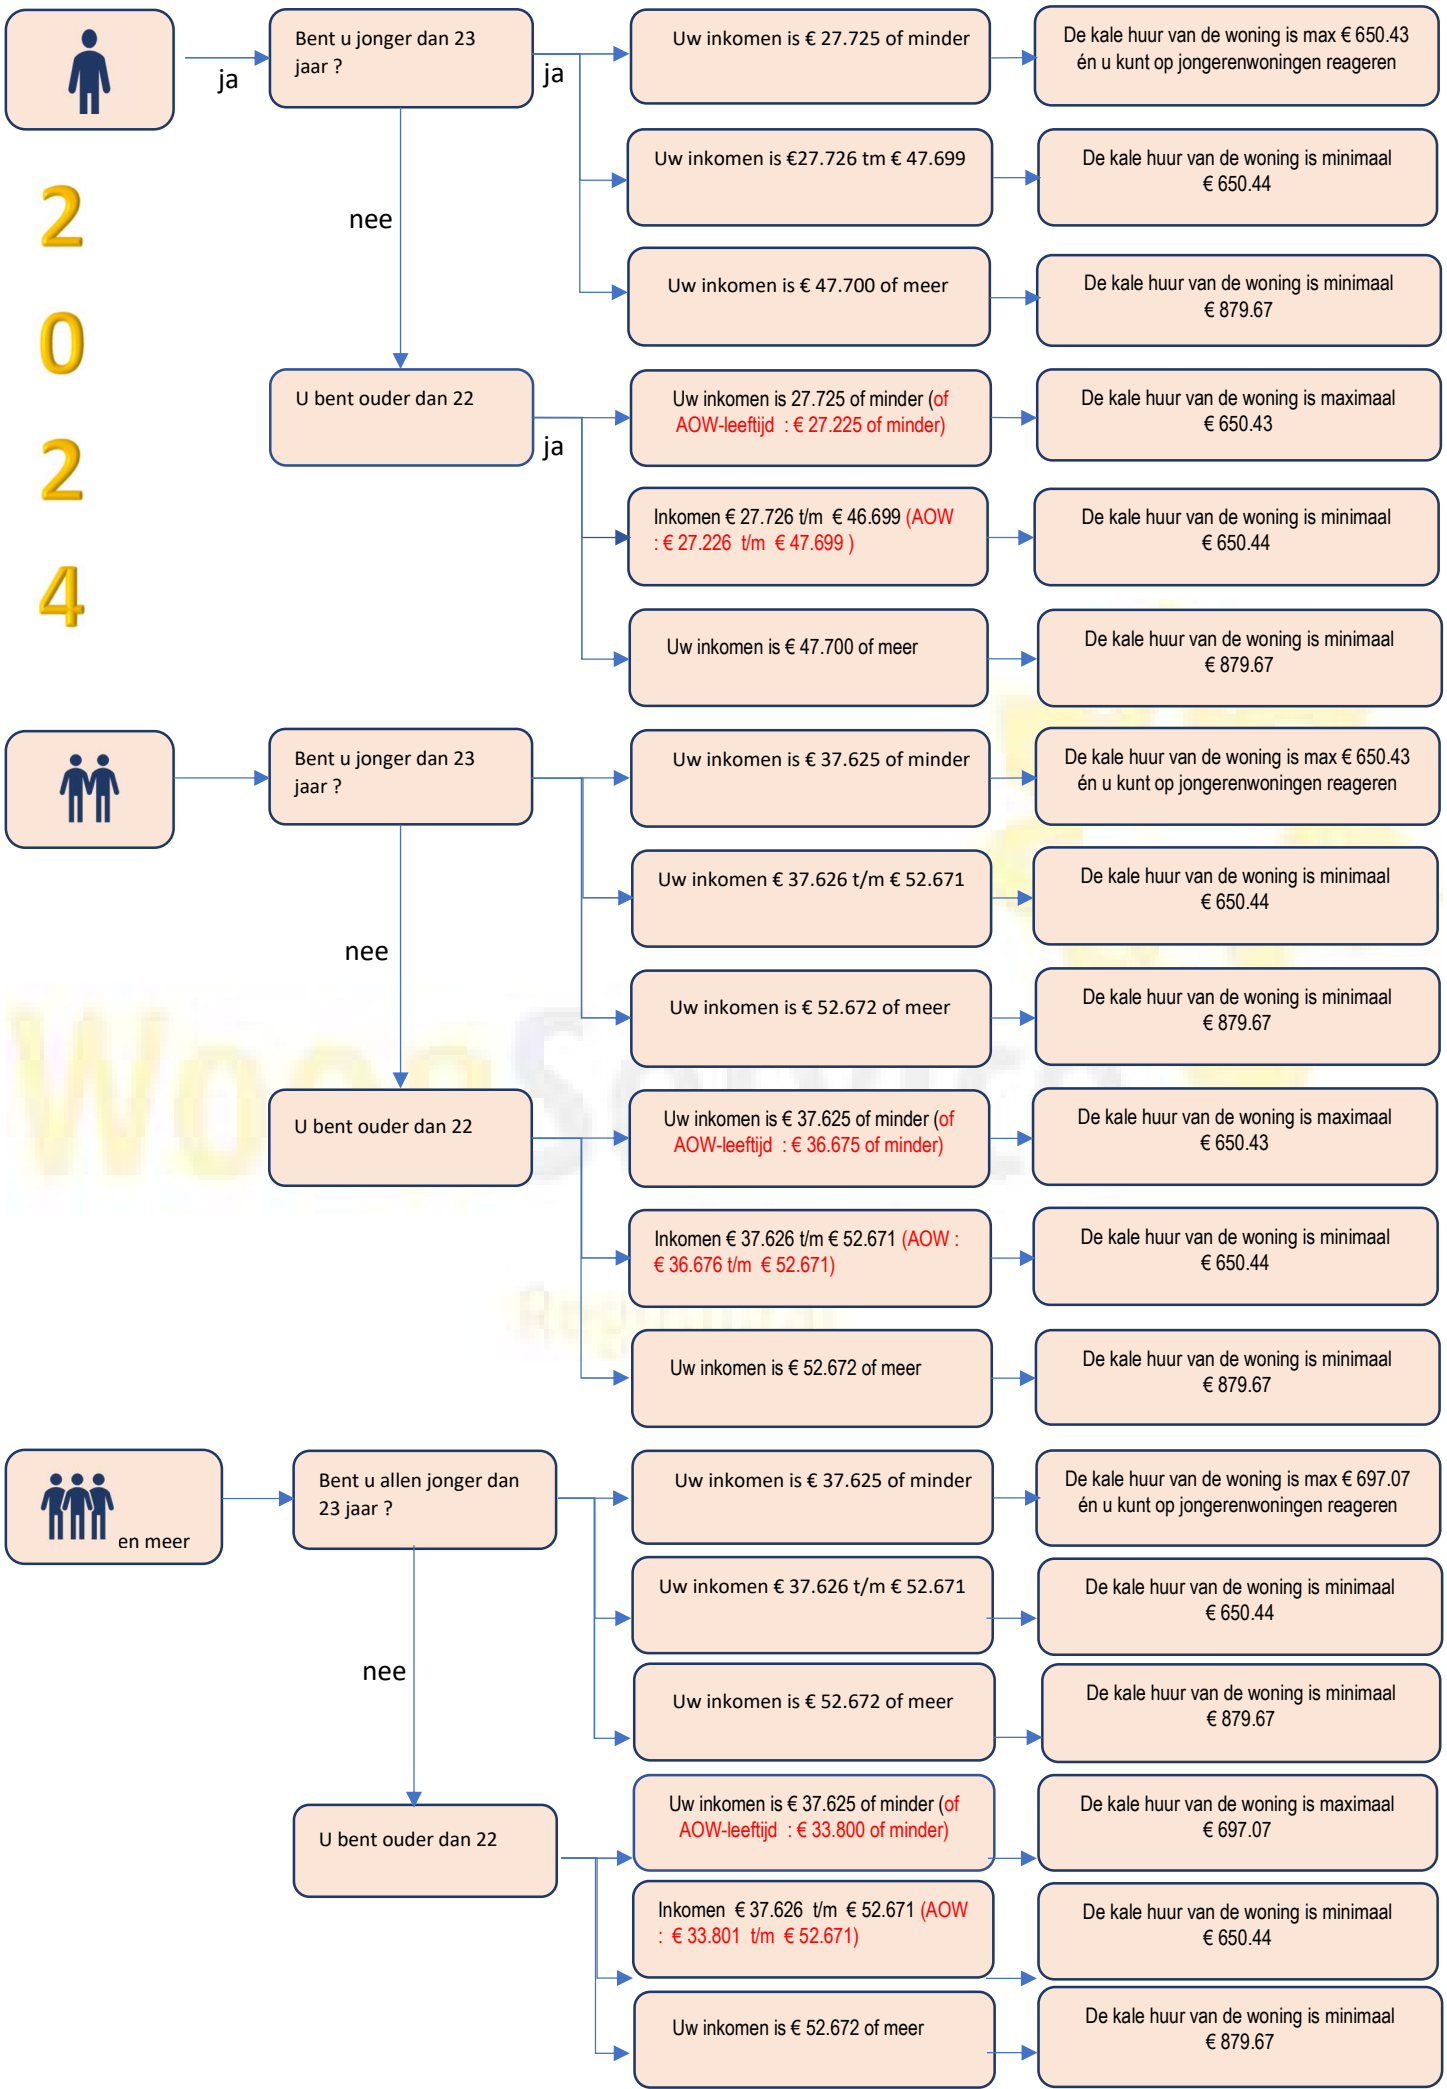 Bent u jonger dan 23
jaar ?
ja
ja
Uw inkomen is € 27.725 of minder
De kale huur van de woning is max € 650.43
én u kunt op jongerenwoningen reageren
Uw inkomen is €27.726 tm € 47.699
De kale huur van de woning is minimaal
€ 650.44
2
nee
Uw inkomen is € 47.700 of meer
De kale huur van de woning is minimaal
€ 879.67
0
U bent ouder dan 22
ja
Uw inkomen is 27.725 of minder (of
AOW-leeftijd : € 27.225 of minder)
De kale huur van de woning is maximaal
€ 650.43
2
Inkomen € 27.726 t/m € 46.699 (AOW
: € 27.226 t/m € 47.699 )
De kale huur van de woning is minimaal
€ 650.44
4
Uw inkomen is € 47.700 of meer
De kale huur van de woning is minimaal
€ 879.67
Bent u jonger dan 23
jaar ?
Uw inkomen is € 37.625 of minder
De kale huur van de woning is max € 650.43
én u kunt op jongerenwoningen reageren
Uw inkomen € 37.626 t/m € 52.671
De kale huur van de woning is minimaal
€ 650.44
nee
Uw inkomen is € 52.672 of meer
De kale huur van de woning is minimaal
€ 879.67
U bent ouder dan 22
Uw inkomen is € 37.625 of minder (of
AOW-leeftijd : € 36.675 of minder)
De kale huur van de woning is maximaal
€ 650.43
Inkomen € 37.626 t/m € 52.671 (AOW :
€ 36.676 t/m € 52.671)
De kale huur van de woning is minimaal
€ 650.44
Uw inkomen is € 52.672 of meer
De kale huur van de woning is minimaal
€ 879.67
en meer
Bent u allen jonger dan
23 jaar ?
Uw inkomen is € 37.625 of minder
De kale huur van de woning is max € 697.07
én u kunt op jongerenwoningen reageren
Uw inkomen € 37.626 t/m € 52.671
De kale huur van de woning is minimaal
€ 650.44
nee
Uw inkomen is € 52.672 of meer
De kale huur van de woning is minimaal
€ 879.67
U bent ouder dan 22
Uw inkomen is € 37.625 of minder (of
AOW-leeftijd : € 33.800 of minder)
De kale huur van de woning is maximaal
€ 697.07
Inkomen € 37.626 t/m € 52.671 (AOW
: € 33.801 t/m € 52.671)
De kale huur van de woning is minimaal
€ 650.44
Uw inkomen is € 52.672 of meer
De kale huur van de woning is minimaal
€ 879.67